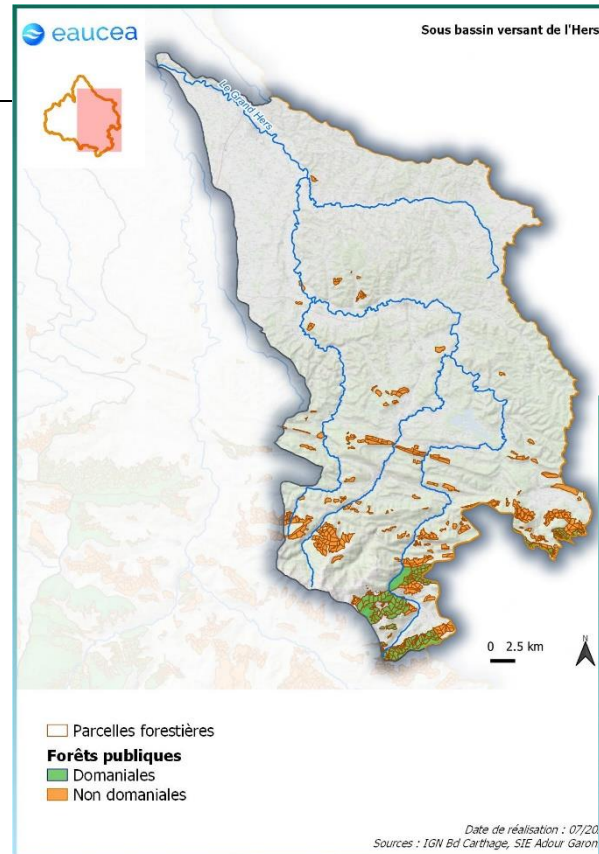 eaucea
Sous bassin versant de l'Hers
Le Grand Hers
0 2.5 km
N
Parcelles forestières
Forêts publiques
Domaniales
Non domaniales
Date de réalisation : 07/20
Sources : IGN Bd Carthage, SIE Adour Garon